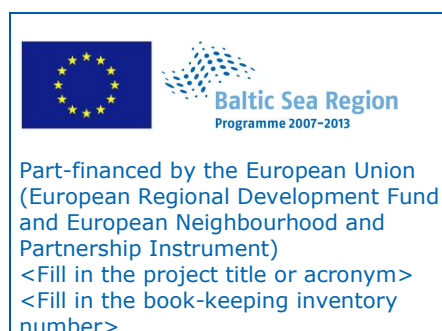 Baltic Sea Region
Programme 2007–2013
Part-financed by the European Union
(European Regional Development Fund
and European Neighbourhood and
Partnership Instrument)
<Fill in the project title or acronym>
<Fill in the book-keeping inventory
number>